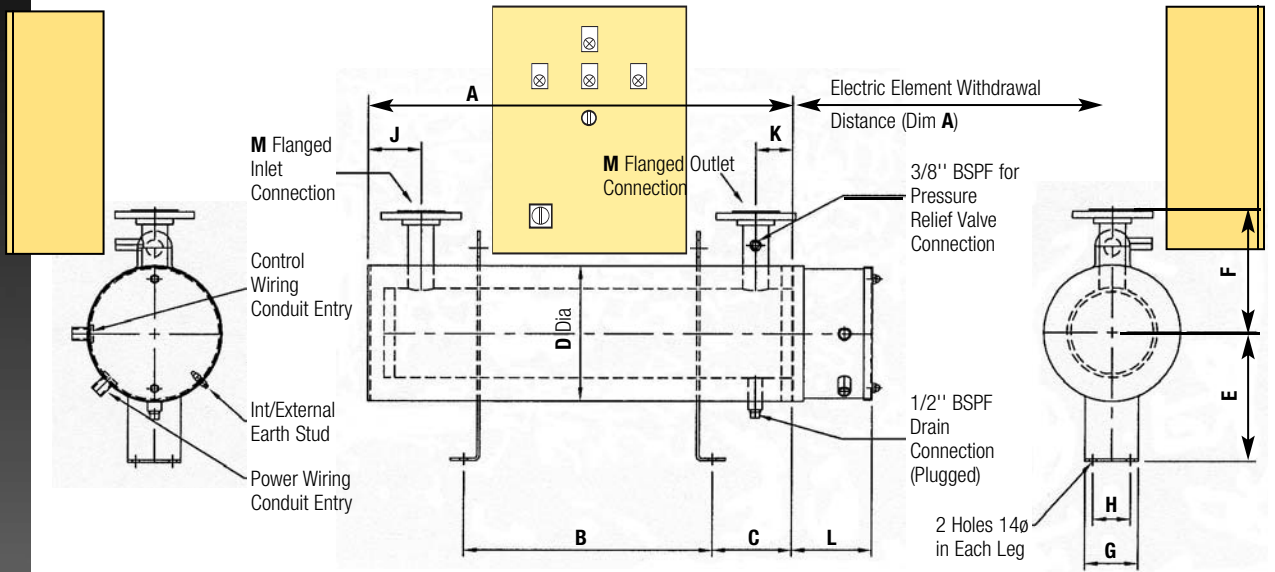 A
Electric Element Withdrawal
Distance (Dim A)
J
K
M Flanged
Inlet
Connection
M Flanged Outlet
Connection
3/8'' BSPF for
Pressure
Relief Valve
Connection
Control
Wiring
Conduit Entry
D Dia
F
E
Int/External
Earth Stud
1/2'' BSPF
Drain
Connection
(Plugged)
Power Wiring
Conduit Entry
B
C
L
2 Holes 14ø
in Each Leg
H
G